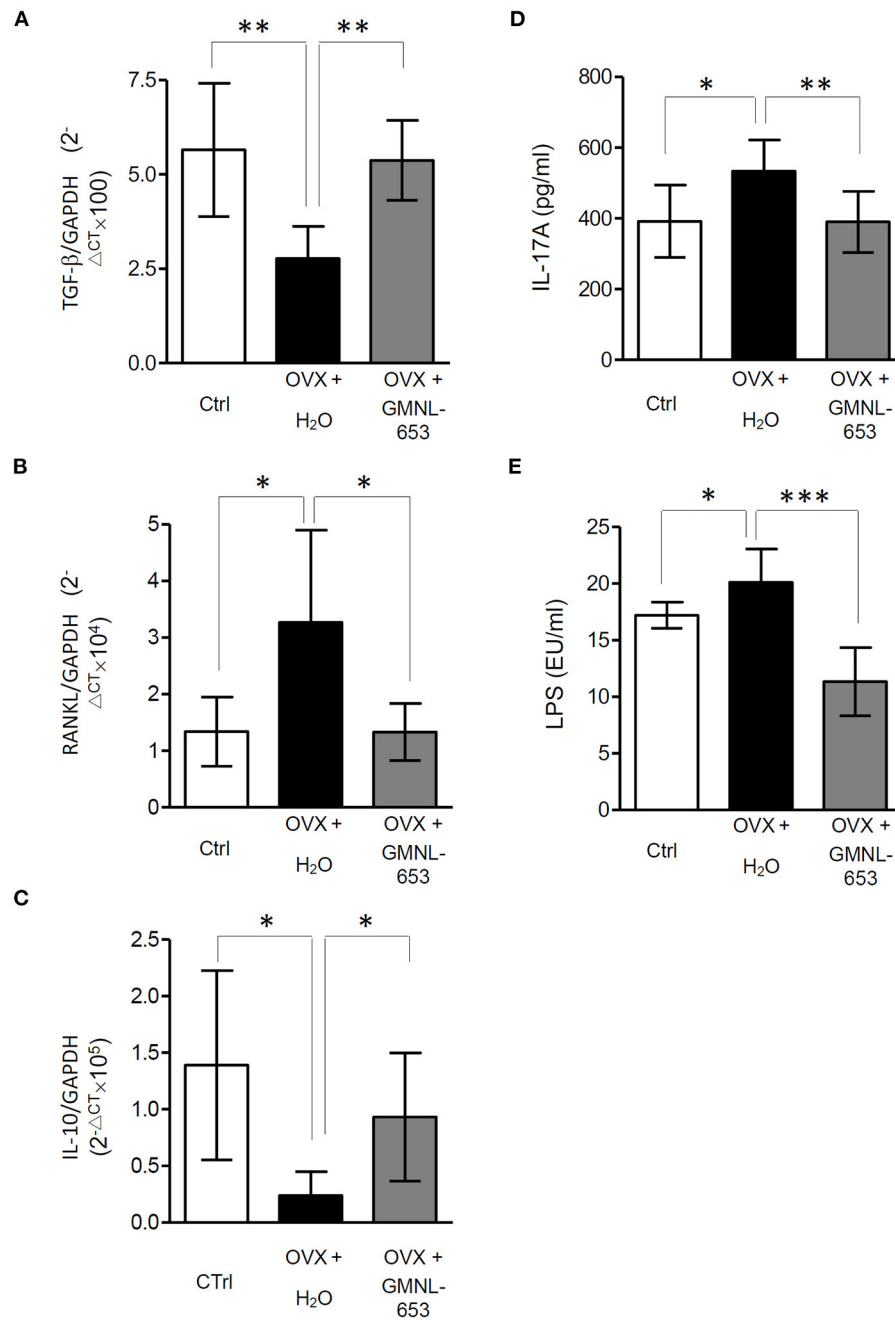 A
** **
TGF-β/GAPDH (2-
△CT×100)
7.5
5.0
2.5
0.0
Ctrl
OVX +
H₂O
OVX +
GMNL-
653
B
* *
RANKL/GAPDH (2-
△CT×10⁴)
5
4
3
2
1
0
Ctrl
OVX +
H₂O
OVX +
GMNL-
653
C
* *
IL-10/GAPDH
(2-△CT×10⁵)
2.5
2.0
1.5
1.0
0.5
0.0
CTrl
OVX +
H₂O
OVX +
GMNL-
653
D
* **
IL-17A (pg/ml)
800
600
400
200
0
Ctrl
OVX +
H₂O
OVX +
GMNL-
653
E
* ***
LPS (EU/ml)
25
20
15
10
5
0
Ctrl
OVX +
H₂O
OVX +
GMNL-
653